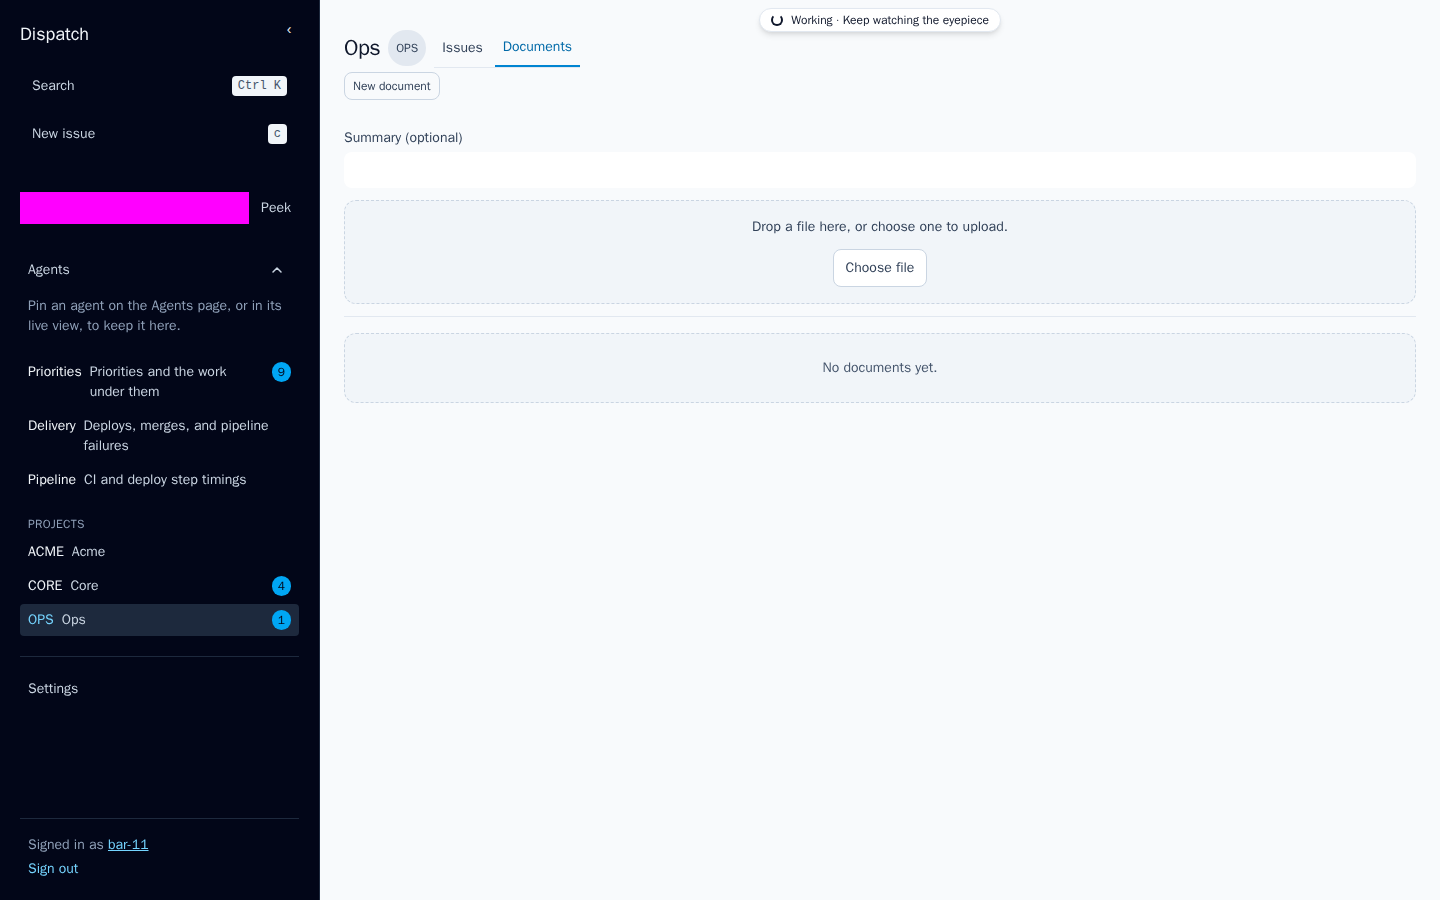 Dispatch
Search
Ctrl K
New issue
C
Peek
Agents
Pin an agent on the Agents page, or in its
live view, to keep it here.
Priorities Priorities and the work
under them
9
Delivery Deploys, merges, and pipeline
failures
Pipeline CI and deploy step timings
PROJECTS
ACME Acme
CORE Core 4
OPS Ops 1
Settings
Signed in as bar-11
Sign out
Working · Keep watching the eyepiece
Ops OPS Issues Documents
New document
Summary (optional)
Drop a file here, or choose one to upload.
Choose file
No documents yet.